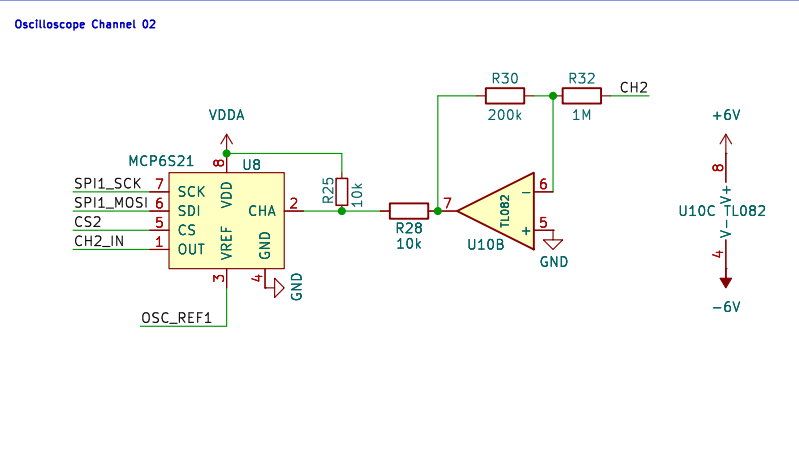 Oscilloscope Channel 02
R30
R32
CH2
200k
1M
VDDA
+6V
MCP6S21
8
U8
8
SPI1_SCK
7
SCK
VDD
R25
10k
6
-
V+
SPI1_MOSI
6
SDI
CHA
2
7
TL082
U10C TL082
CS2
5
CS
R28
10k
5
+
V-
CH2_IN
1
OUT
VREF
GND
U10B
GND
4
3
4
GND
-6V
OSC_REF1